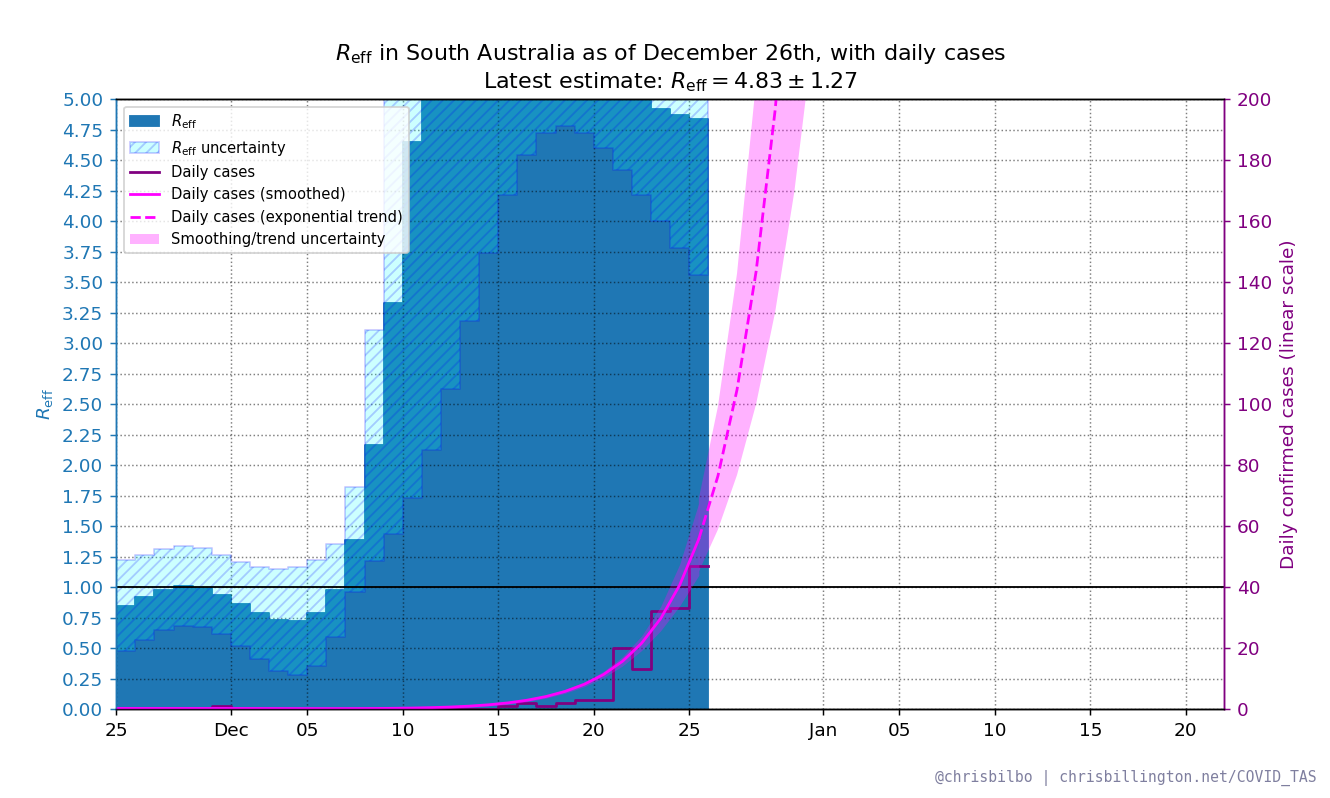 R_eff in South Australia as of December 26th, with daily cases
Latest estimate: R_eff = 4.83 ± 1.27
R_eff
R_eff uncertainty
Daily cases
Daily cases (smoothed)
Daily cases (exponential trend)
Smoothing/trend uncertainty
5.00
4.75
4.50
4.25
4.00
3.75
3.50
3.25
3.00
2.75
2.50
2.25
2.00
1.75
1.50
1.25
1.00
0.75
0.50
0.25
0.00
R_eff
200
180
160
140
120
100
80
60
40
20
0
Daily confirmed cases (linear scale)
25 Dec 05 10 15 20 25 Jan 05 10 15 20
@chrisbilbo | chrisbillington.net/COVID_TAS